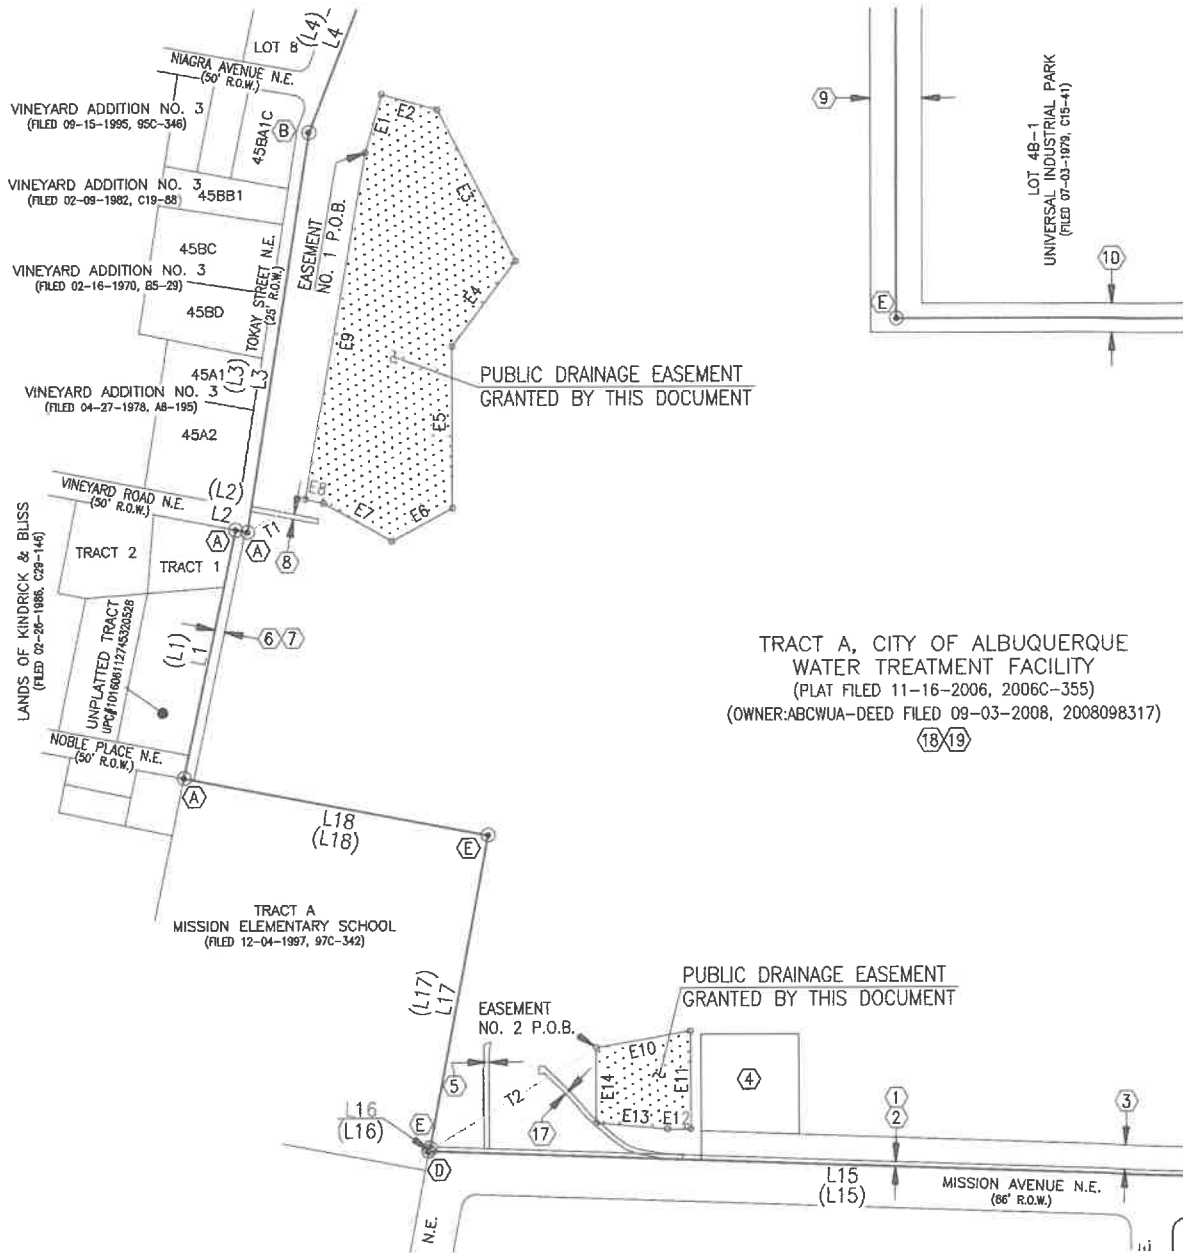 LOT 8
(L4)
L4
NIAGRA AVENUE N.E.
(50' R.O.W.)
VINEYARD ADDITION NO. 3
(FILED 09-15-1995, 95C-346)
45BA1C
B
E1
E2
E3
E4
E5
E6
E7
E8
E9
VINEYARD ADDITION NO. 3
(FILED 02-09-1982, C19-88)
45BB1
EASEMENT
NO. 1 P.O.B.
45BC
VINEYARD ADDITION NO. 3
(FILED 02-16-1970, B5-29)
45BD
TOKAY STREET N.E.
(25' R.O.W.)
45A1
(L3)
L3
VINEYARD ADDITION NO. 3
(FILED 04-27-1978, A8-195)
45A2
PUBLIC DRAINAGE EASEMENT
GRANTED BY THIS DOCUMENT
9
LOT 4B-1
UNIVERSAL INDUSTRIAL PARK
(FILED 07-03-1979, C15-41)
10
E
VINEYARD ROAD N.E.
(50' R.O.W.)
(L2)
L2
A
A
T1
8
LANDS OF KINDRICK & BLISS
(FILED 02-26-1986, C29-146)
TRACT 2
TRACT 1
UNPLATTED TRACT
UPC#101606112745320528
(L1)
L1
6
7
NOBLE PLACE N.E.
(50' R.O.W.)
A
TRACT A, CITY OF ALBUQUERQUE
WATER TREATMENT FACILITY
(PLAT FILED 11-16-2006, 2006C-355)
(OWNER:ABCWUA-DEED FILED 09-03-2008, 2008098317)
18
19
L18
(L18)
E
TRACT A
MISSION ELEMENTARY SCHOOL
(FILED 12-04-1997, 97C-342)
(L17)
L17
EASEMENT
NO. 2 P.O.B.
PUBLIC DRAINAGE EASEMENT
GRANTED BY THIS DOCUMENT
E10
E11
E12
E13
E14
5
T2
17
4
1
2
3
L16
(L16)
E
D
L15
(L15)
MISSION AVENUE N.E.
(86' R.O.W.)
N.E.